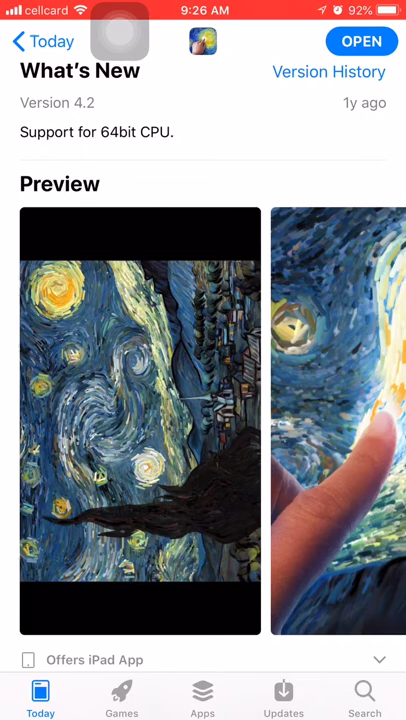 cellcard 9:26 AM 92%
Today OPEN
What's New Version History
Version 4.2 1y ago
Support for 64bit CPU.
Preview
Offers iPad App
Today Games Apps Updates Search